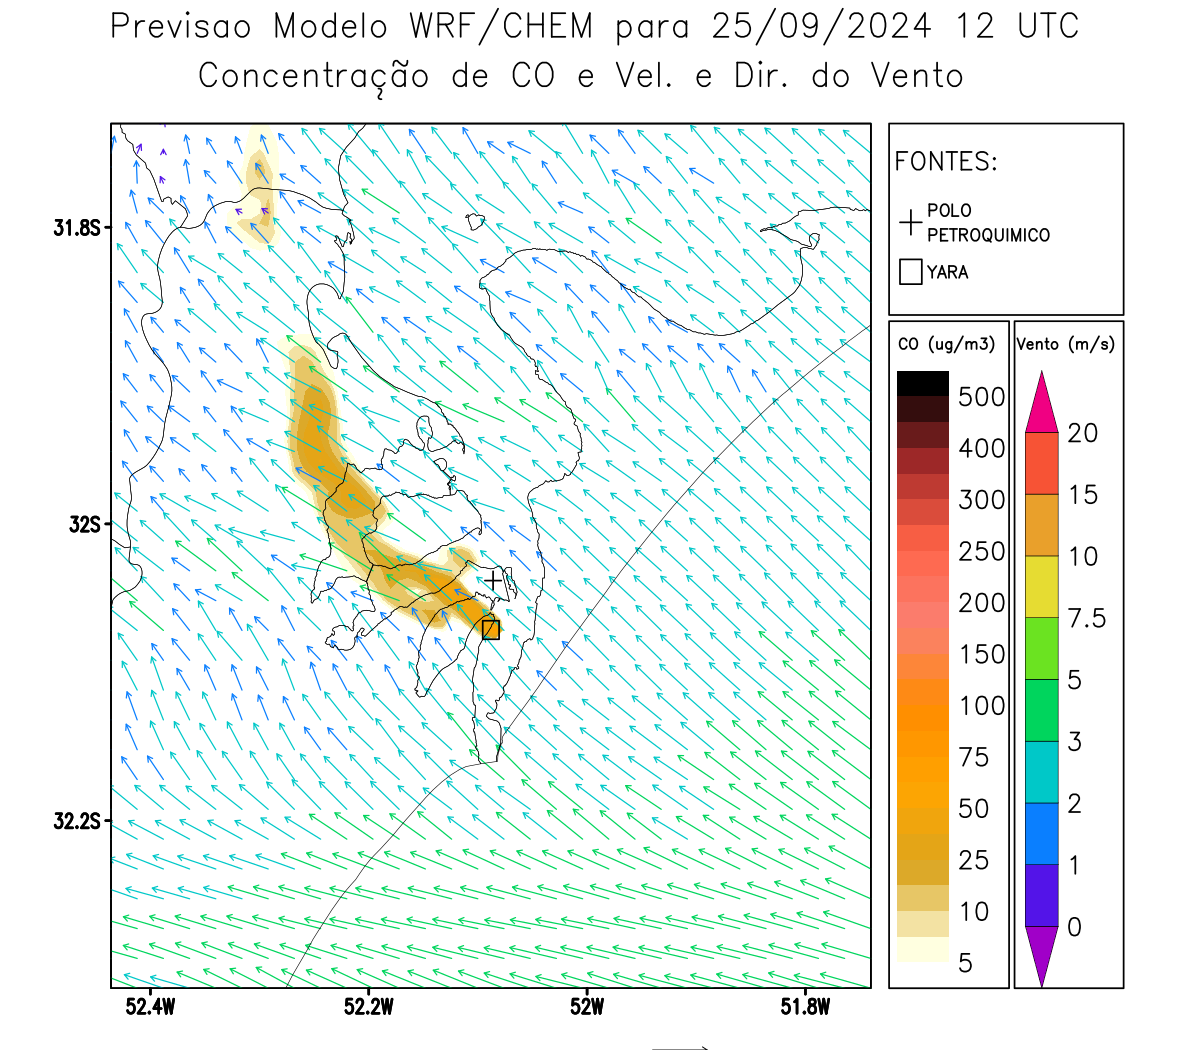 Previsao Modelo WRF/CHEM para 25/09/2024 12 UTC
Concentração de CO e Vel. e Dir. do Vento
FONTES:
POLO
PETROQUIMICO
YARA
CO (ug/m3)
500
400
300
250
200
150
100
75
50
25
10
5
Vento (m/s)
20
15
10
7.5
5
3
2
1
0
31.8S
32S
32.2S
52.4W
52.2W
52W
51.8W